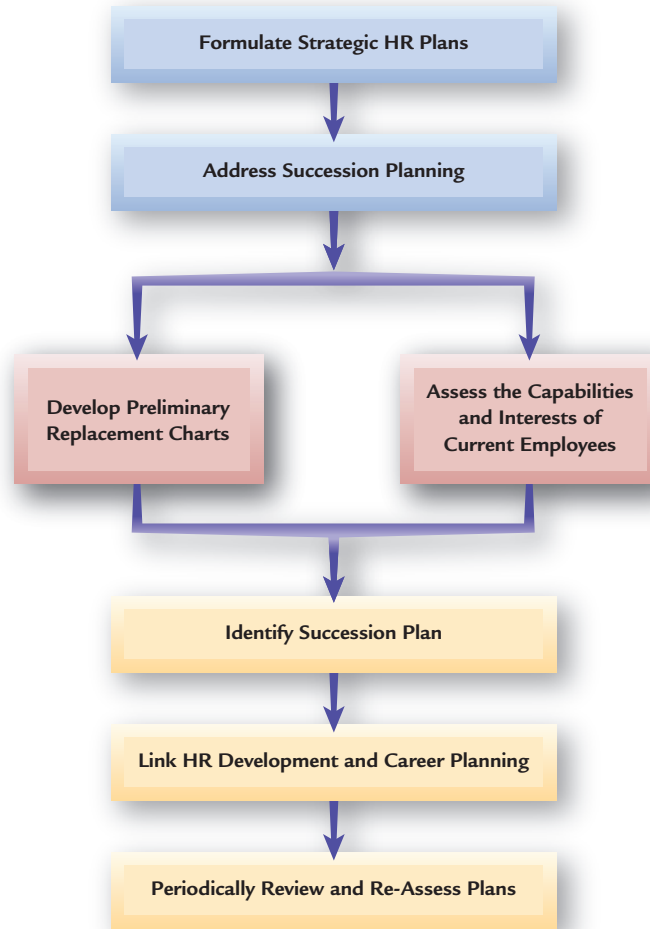 Formulate Strategic HR Plans
Address Succession Planning
Develop Preliminary
Replacement Charts
Assess the Capabilities
and Interests of
Current Employees
Identify Succession Plan
Link HR Development and Career Planning
Periodically Review and Re-Assess Plans